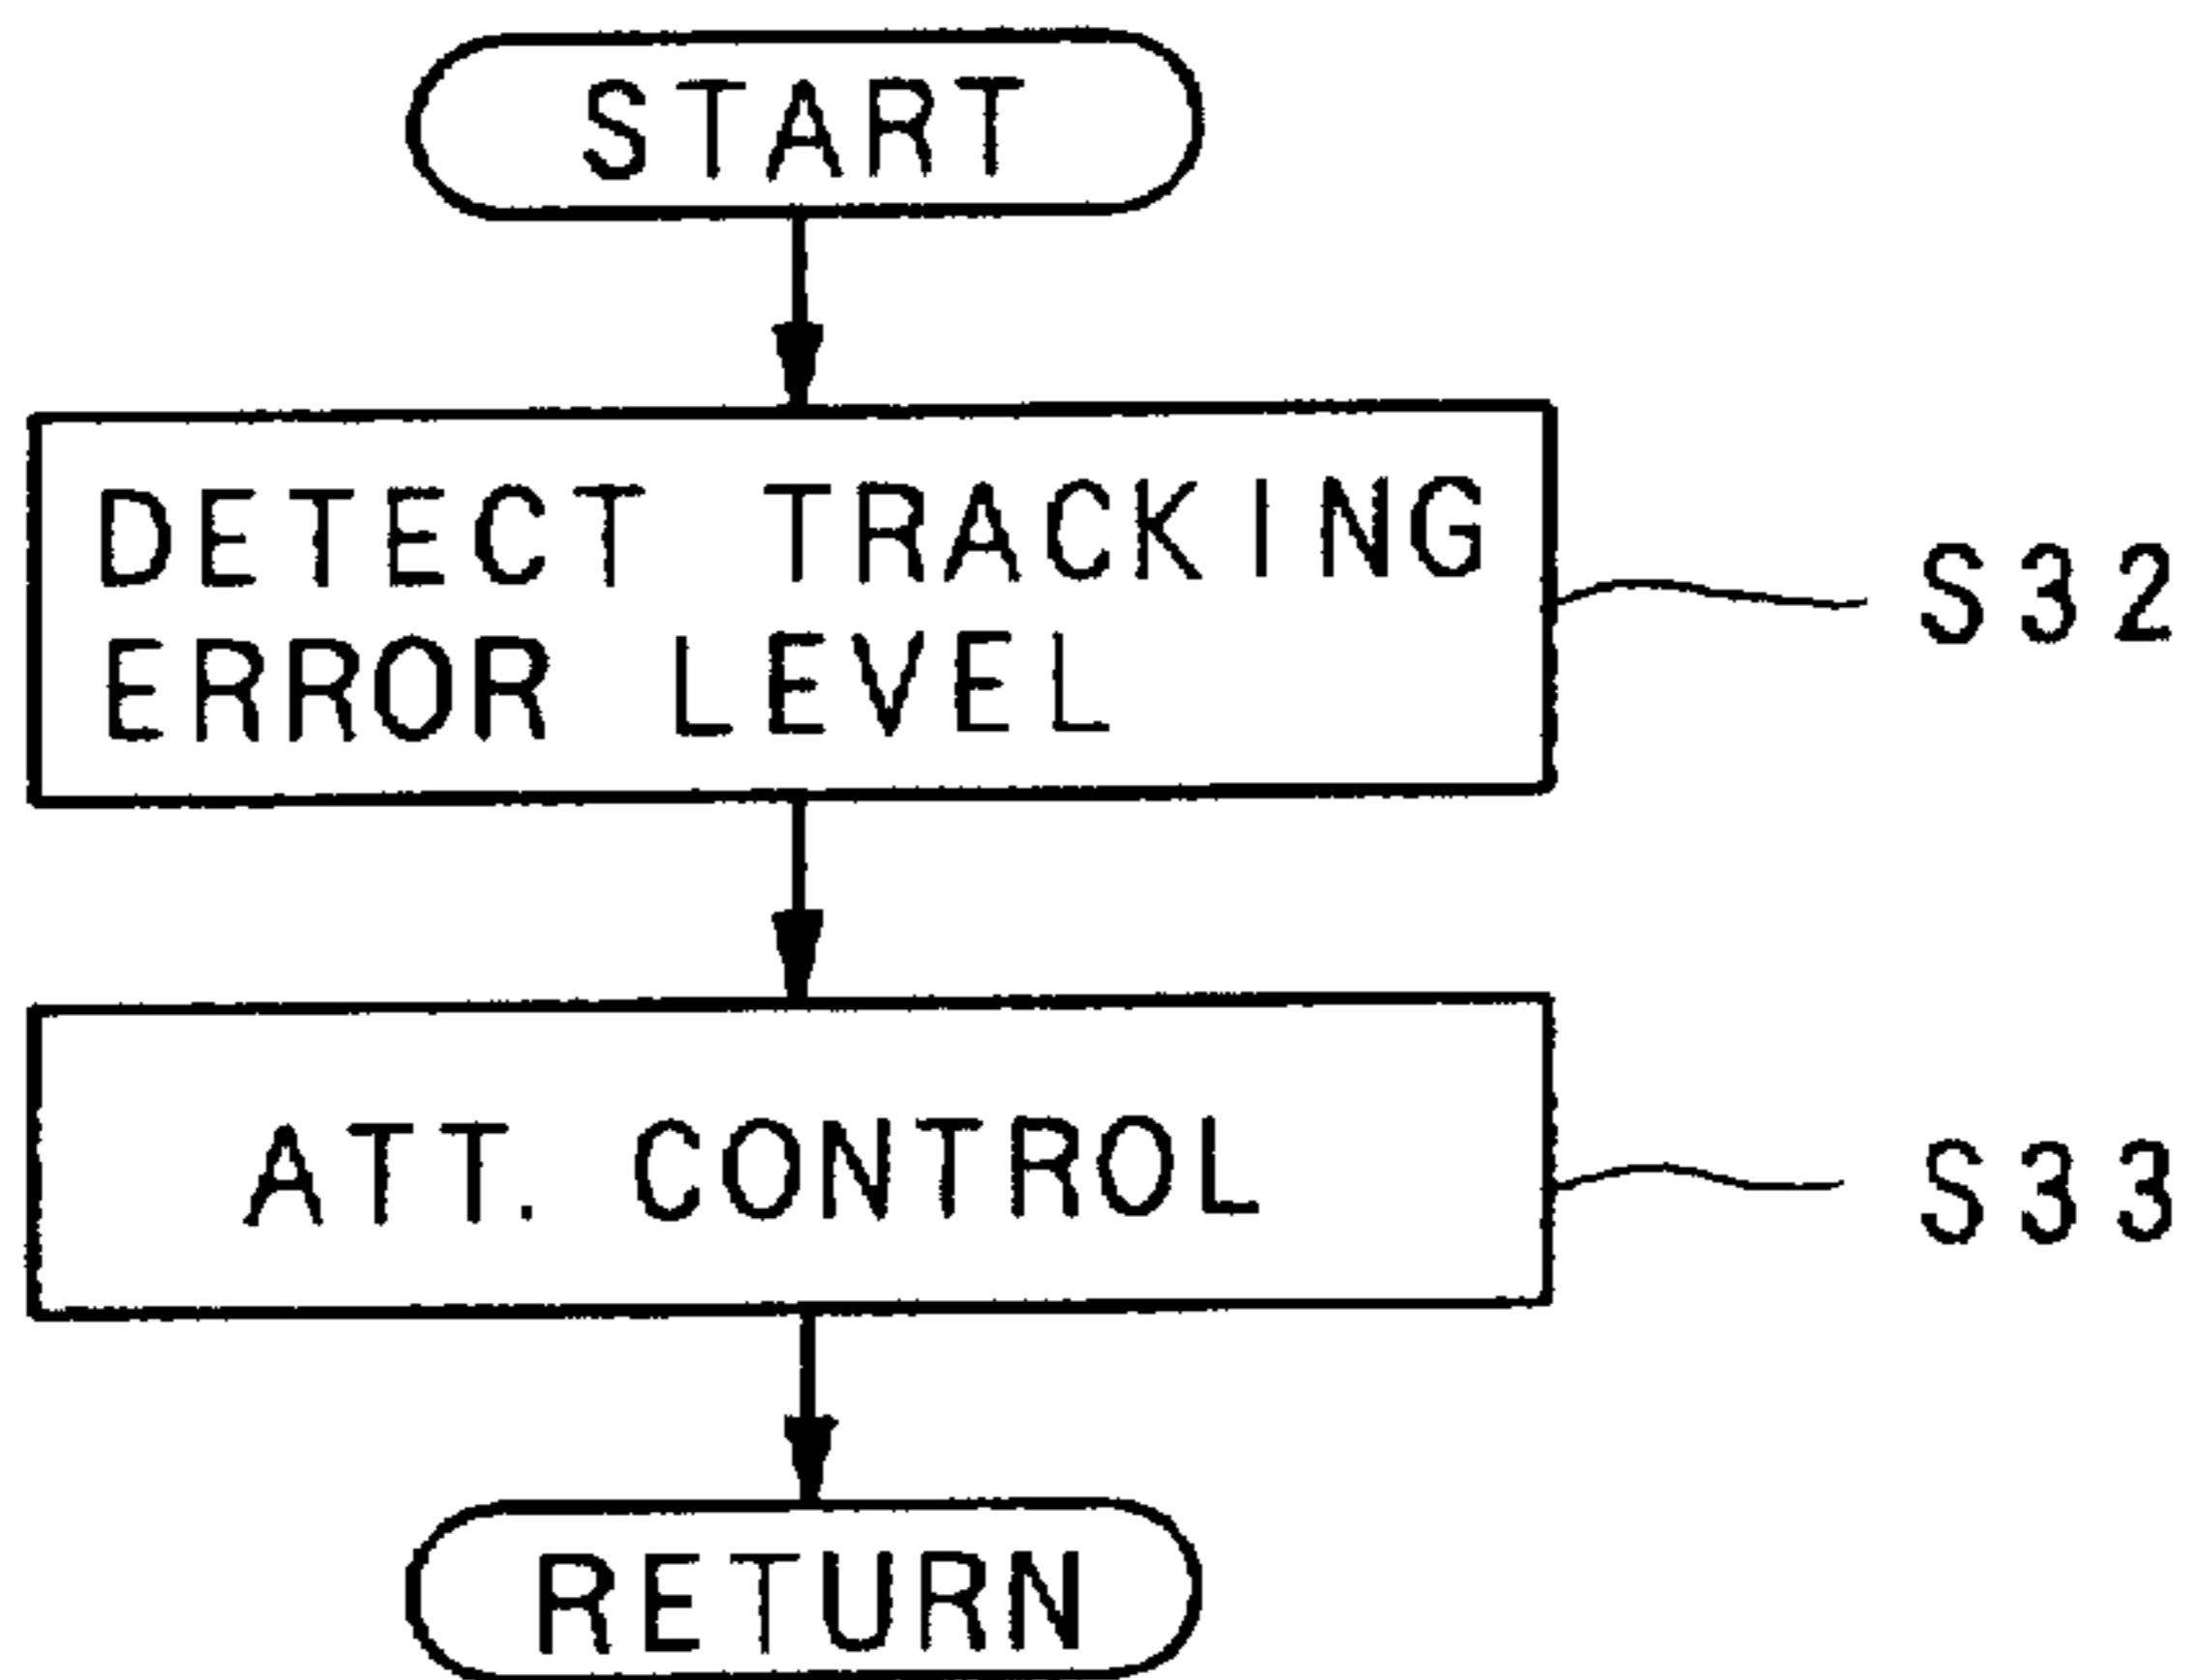 START
DETECT TRACKING
ERROR LEVEL
S32
ATT. CONTROL
S33
RETURN